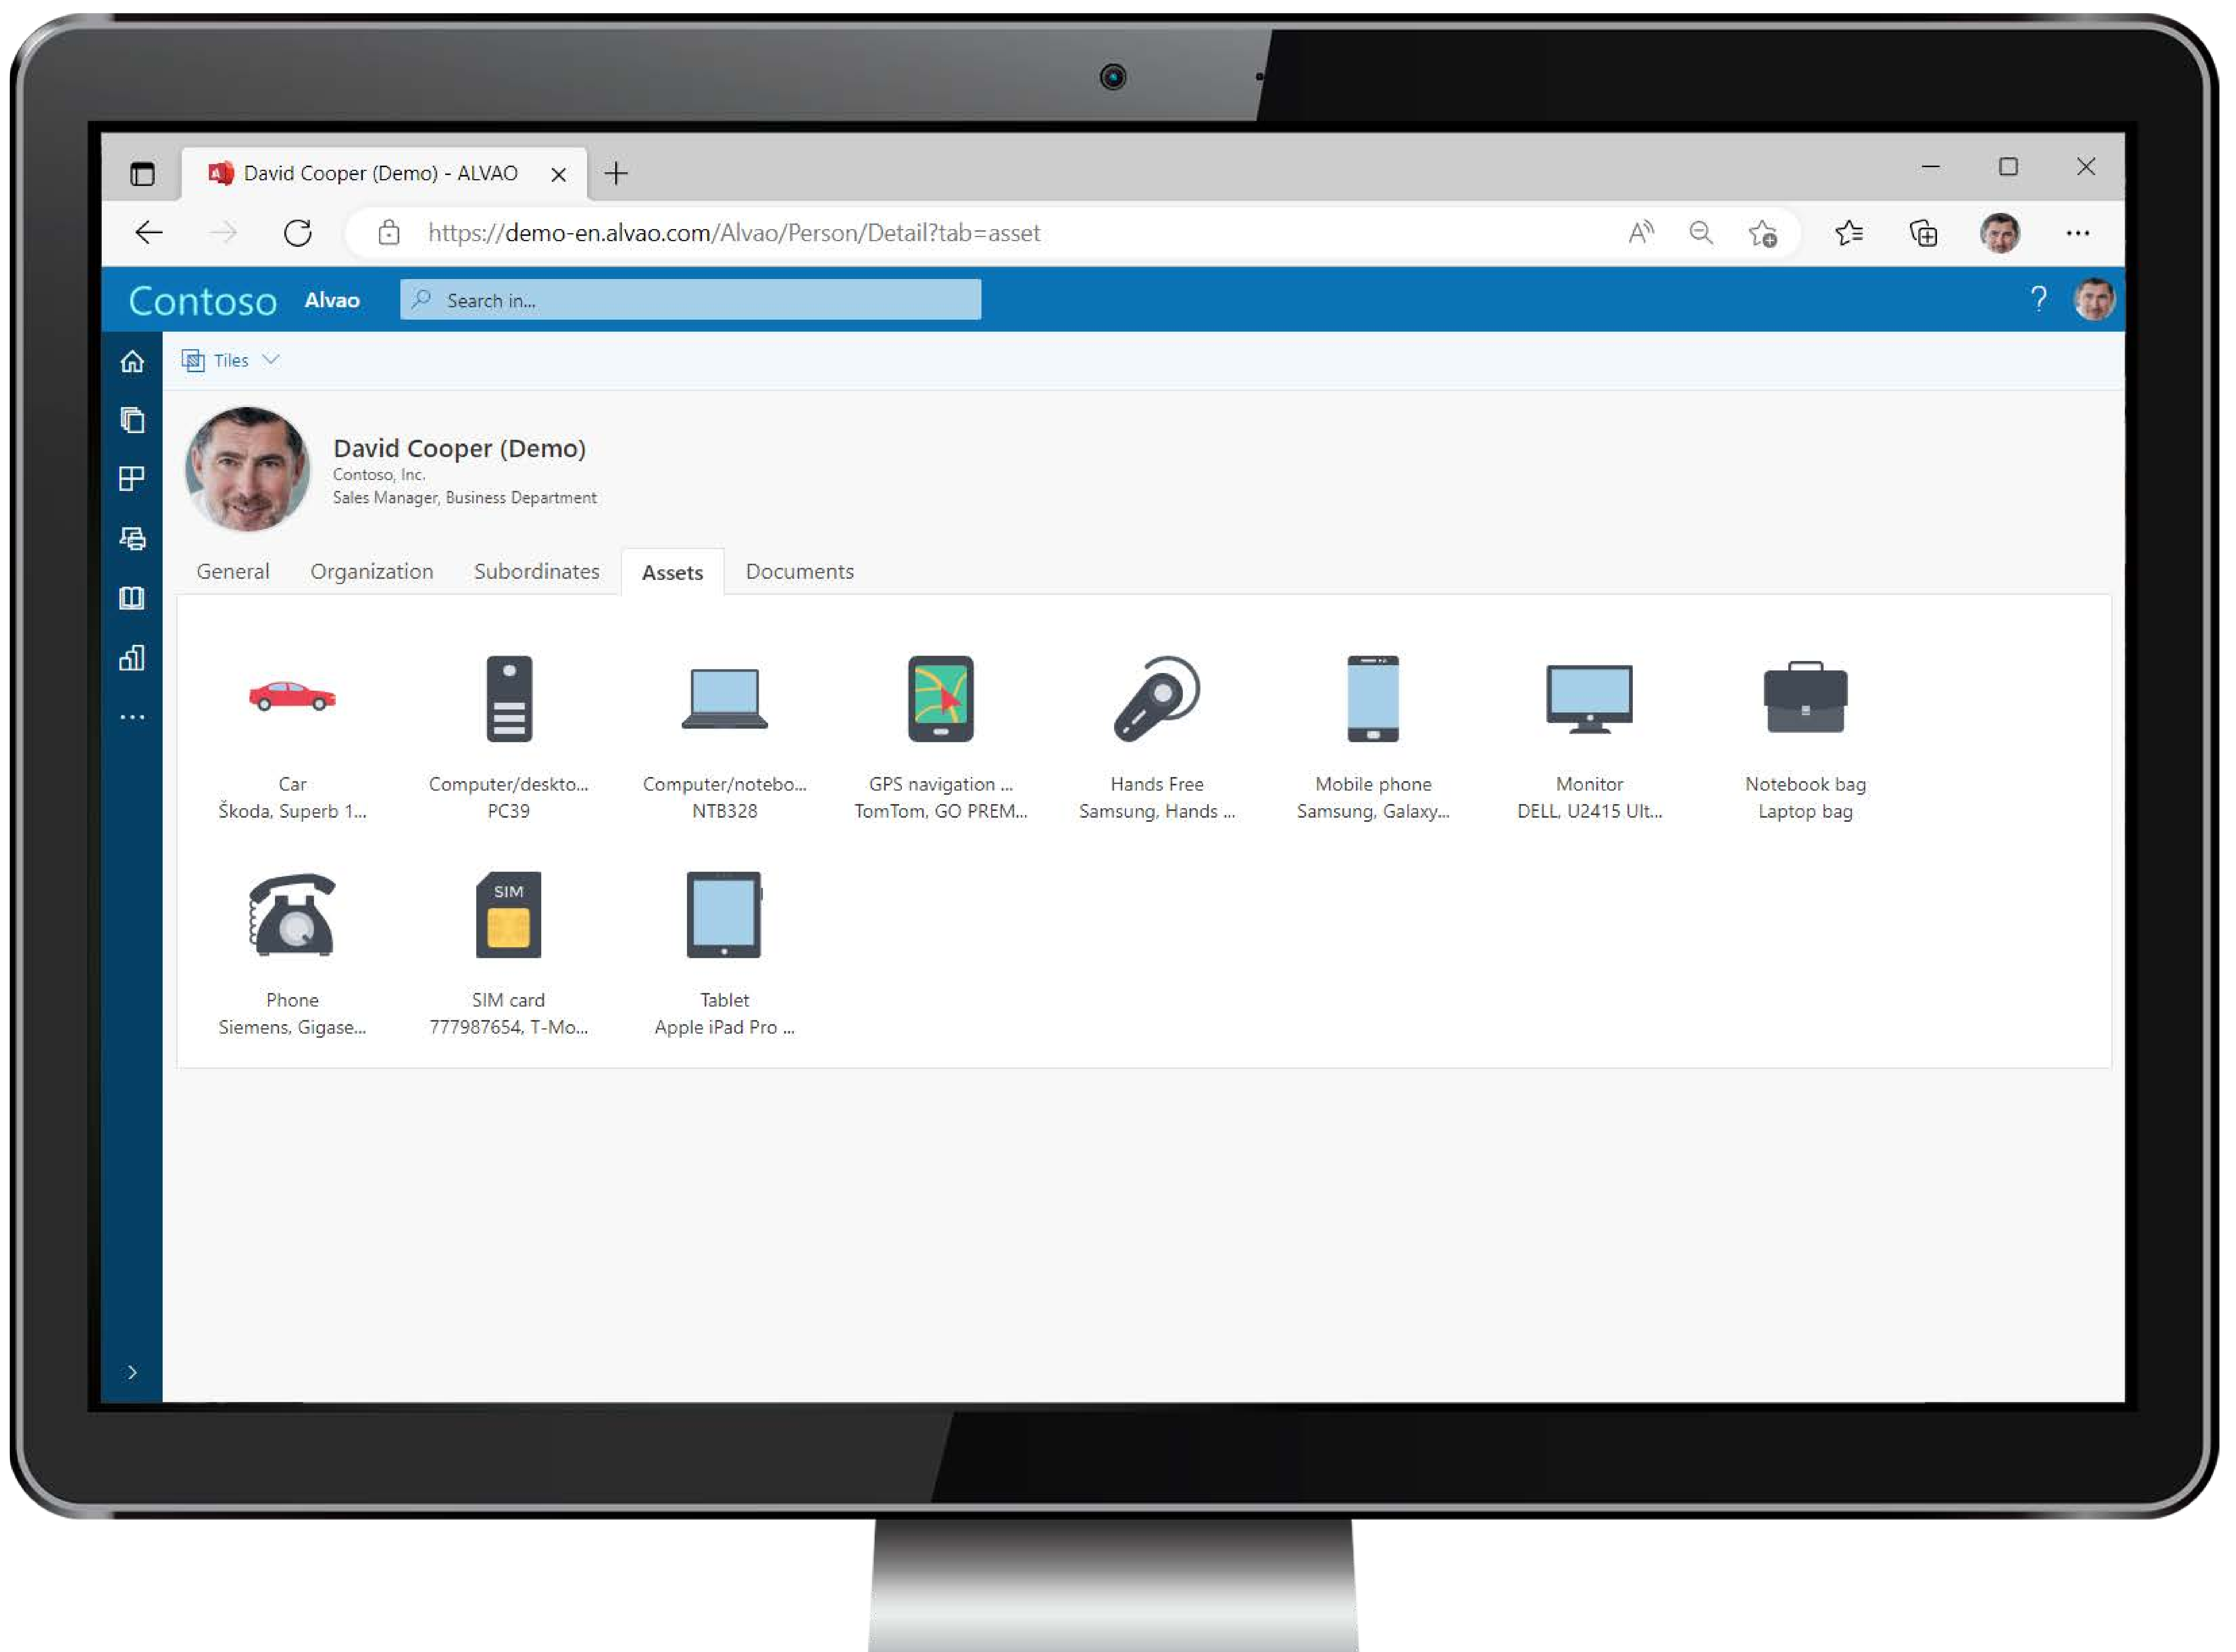 David Cooper (Demo) - ALVAO
https://demo-en.alvao.com/Alvao/Person/Detail?tab=asset
Contoso Alvao Search in... ?
Tiles
David Cooper (Demo)
Contoso, Inc.
Sales Manager, Business Department
General Organization Subordinates Assets Documents
Car
Škoda, Superb 1...
Computer/deskto...
PC39
Computer/notebo...
NTB328
GPS navigation ...
TomTom, GO PREM...
Hands Free
Samsung, Hands ...
Mobile phone
Samsung, Galaxy...
Monitor
DELL, U2415 Ult...
Notebook bag
Laptop bag
Phone
Siemens, Gigase...
SIM
SIM card
777987654, T-Mo...
Tablet
Apple iPad Pro ...